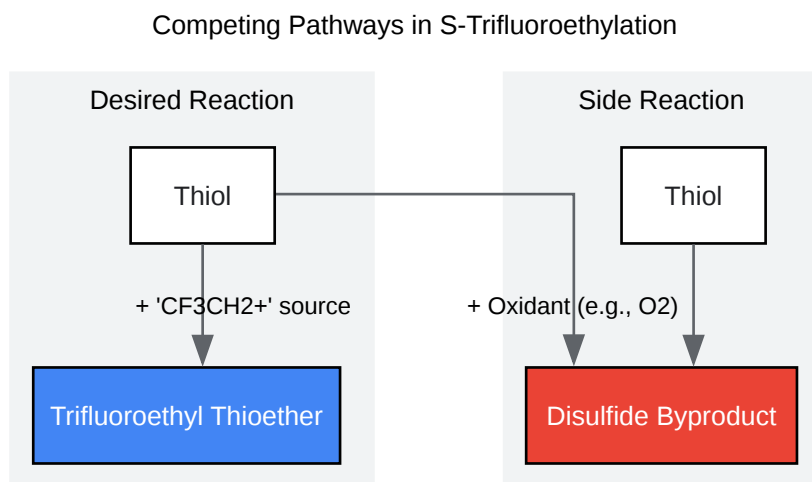 Competing Pathways in S-Trifluoroethylation
Desired Reaction
Thiol
+ 'CF3CH2+' source
Trifluoroethyl Thioether
Side Reaction
Thiol
+ Oxidant (e.g., O2)
Disulfide Byproduct